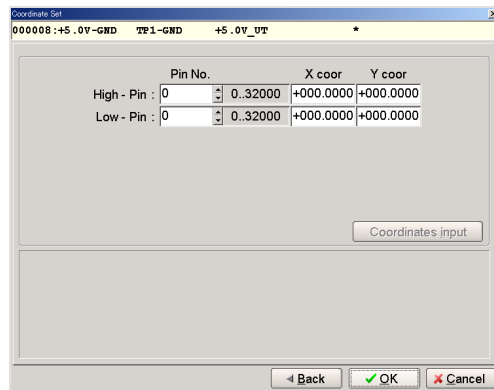 Coordinate Set
000008:+5.0V-GND TP1-GND +5.0V_UT *
Pin No. X coor Y coor
High - Pin : 0 0..32000 +000.0000 +000.0000
Low - Pin : 0 0..32000 +000.0000 +000.0000
Coordinates input
Back OK Cancel